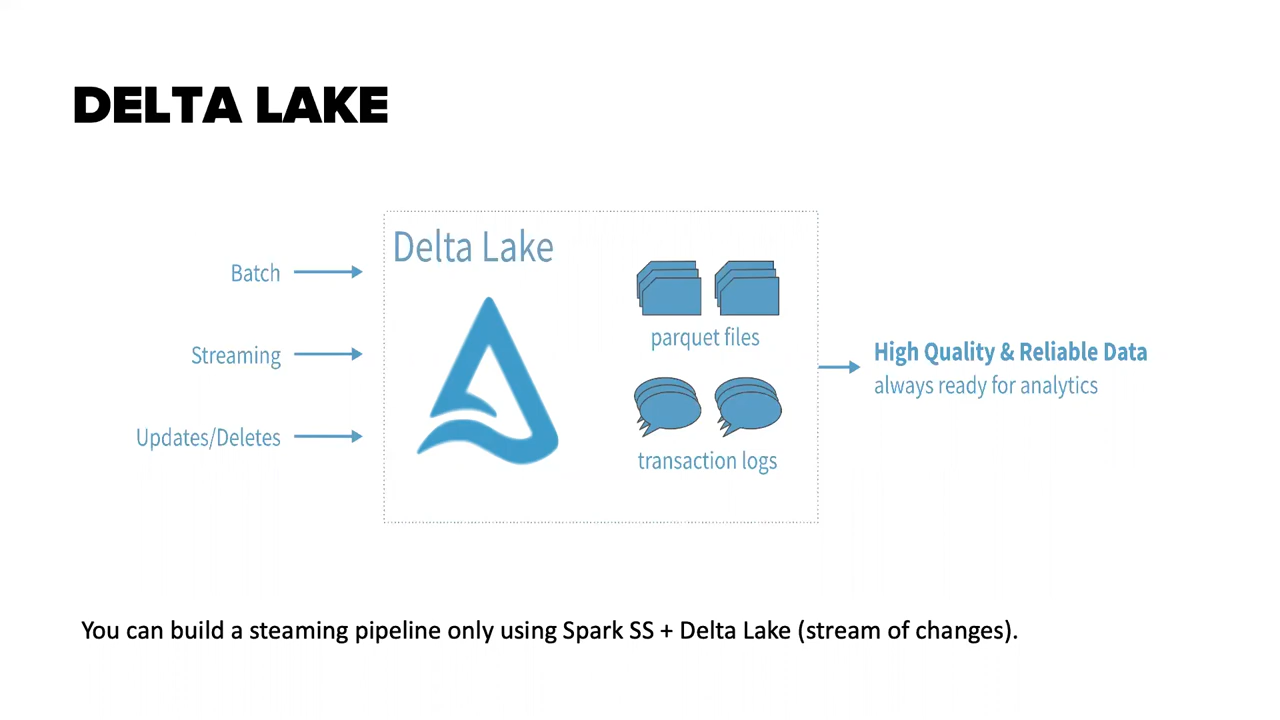 DELTA LAKE
Delta Lake
Batch
Streaming
Updates/Deletes
parquet files
transaction logs
High Quality & Reliable Data
always ready for analytics
You can build a steaming pipeline only using Spark SS + Delta Lake (stream of changes).